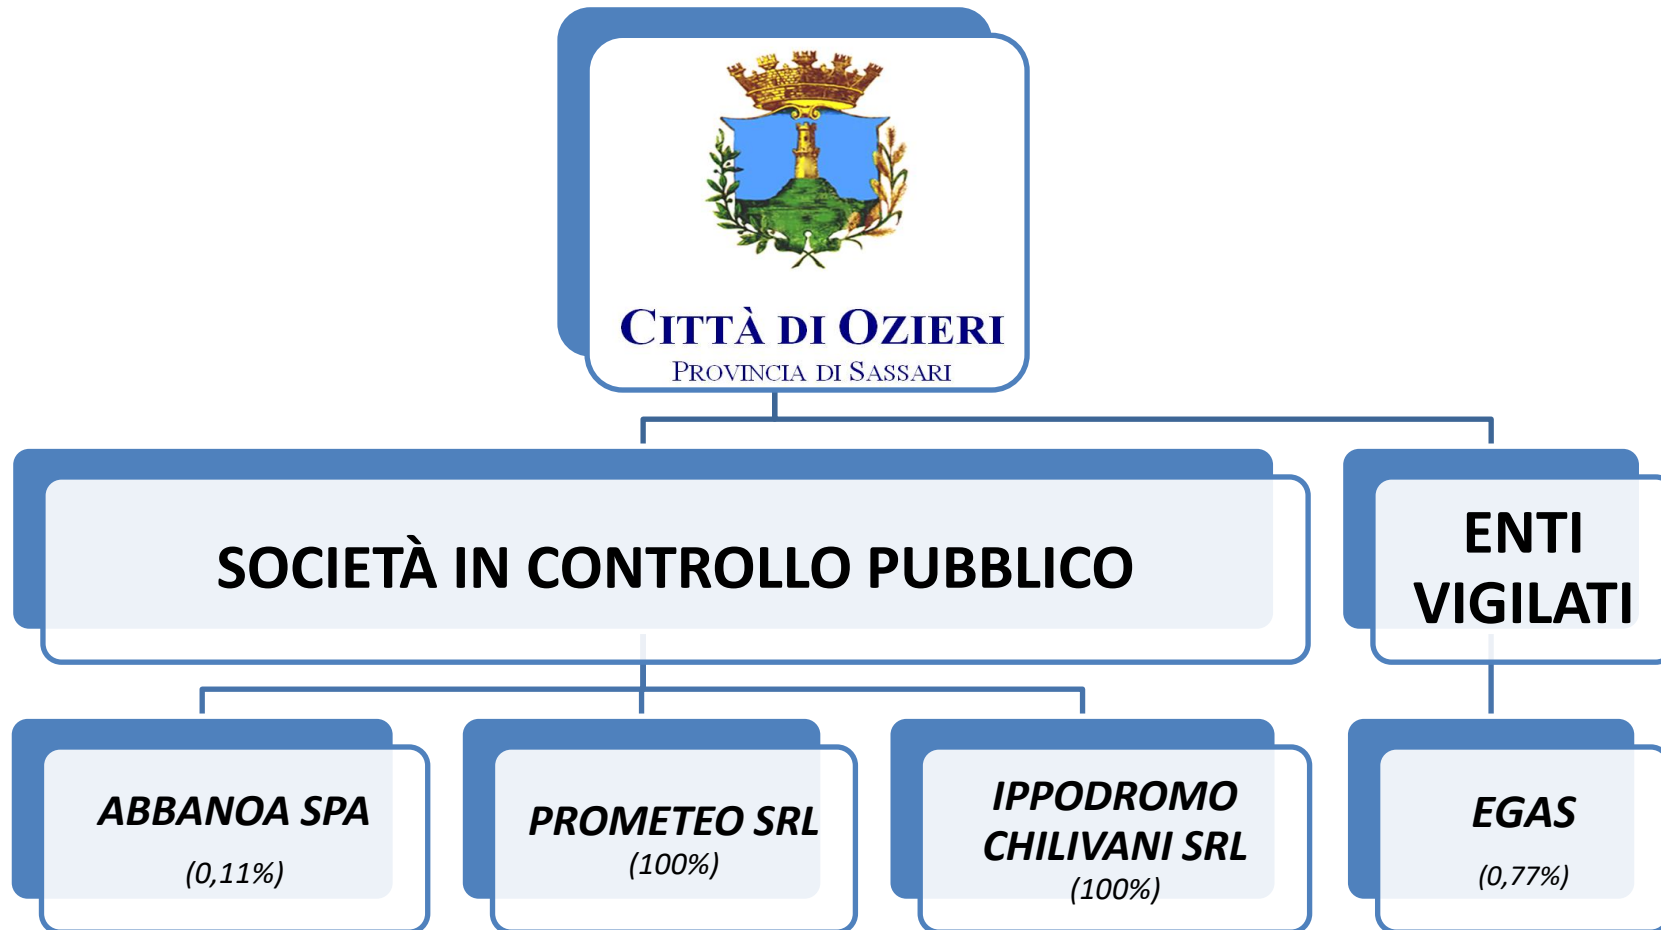 CITTÀ DI OZIERI
PROVINCIA DI SASSARI
SOCIETÀ IN CONTROLLO PUBBLICO
ENTI
VIGILATI
ABBANOA SPA
(0,11%)
PROMETEO SRL
(100%)
IPPODROMO
CHILIVANI SRL
(100%)
EGAS
(0,77%)